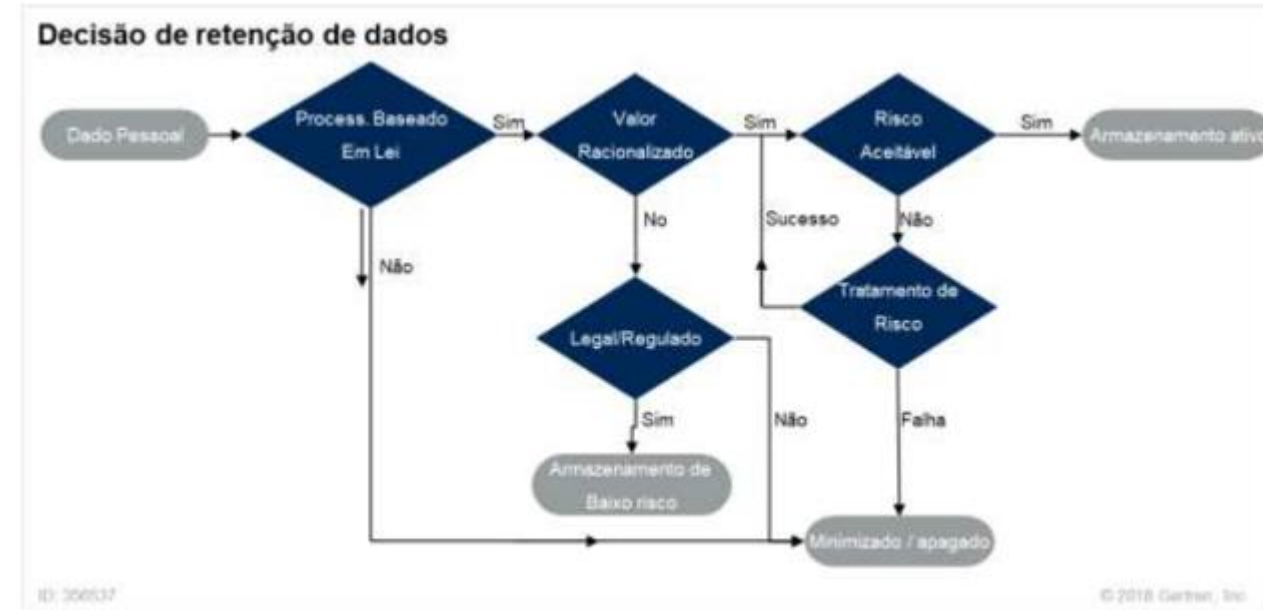 Decisão de retenção de dados
Dado Pessoal
Process. Baseado
Em Lei
Sim
Valor
Racionalizado
Sim
Risco
Aceitável
Sim
Armazenamento ativo
Não
No
Sucesso
Não
Legal/Regulado
Tratamento de
Risco
Sim
Não
Falha
Armazenamento de
Baixo risco
Minimizado / apagado
ID: 356537
© 2018 Gartner, Inc.